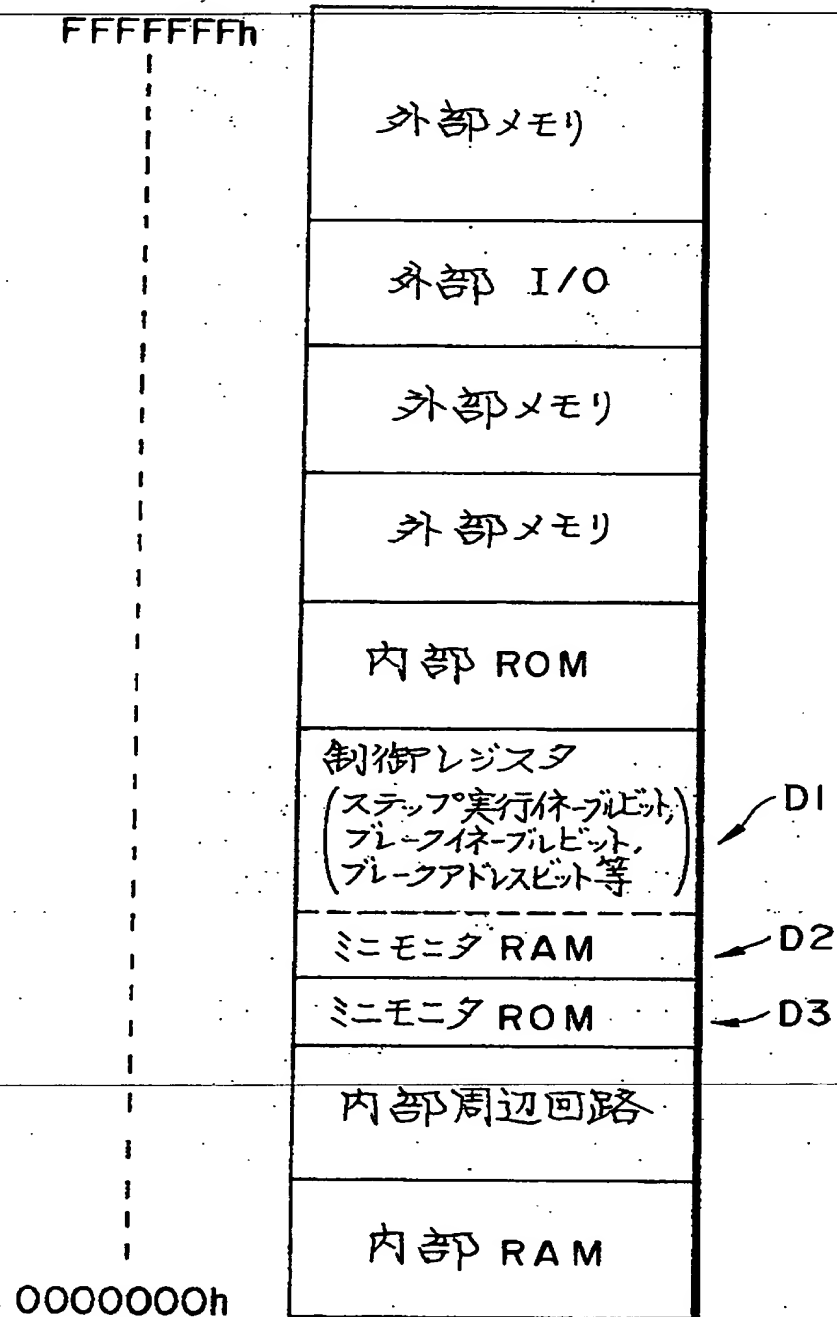 FFFFFFFh
外部メモリ
外部 I/O
外部メモリ
外部メモリ
内部 ROM
制御レジスタ
(ステップ実行イネーブルビット,
ブレークイネーブルビット,
ブレークアドレスビット等)
D1
ミニモニタ RAM
D2
ミニモニタ ROM
D3
内部周辺回路
内部 RAM
0000000h